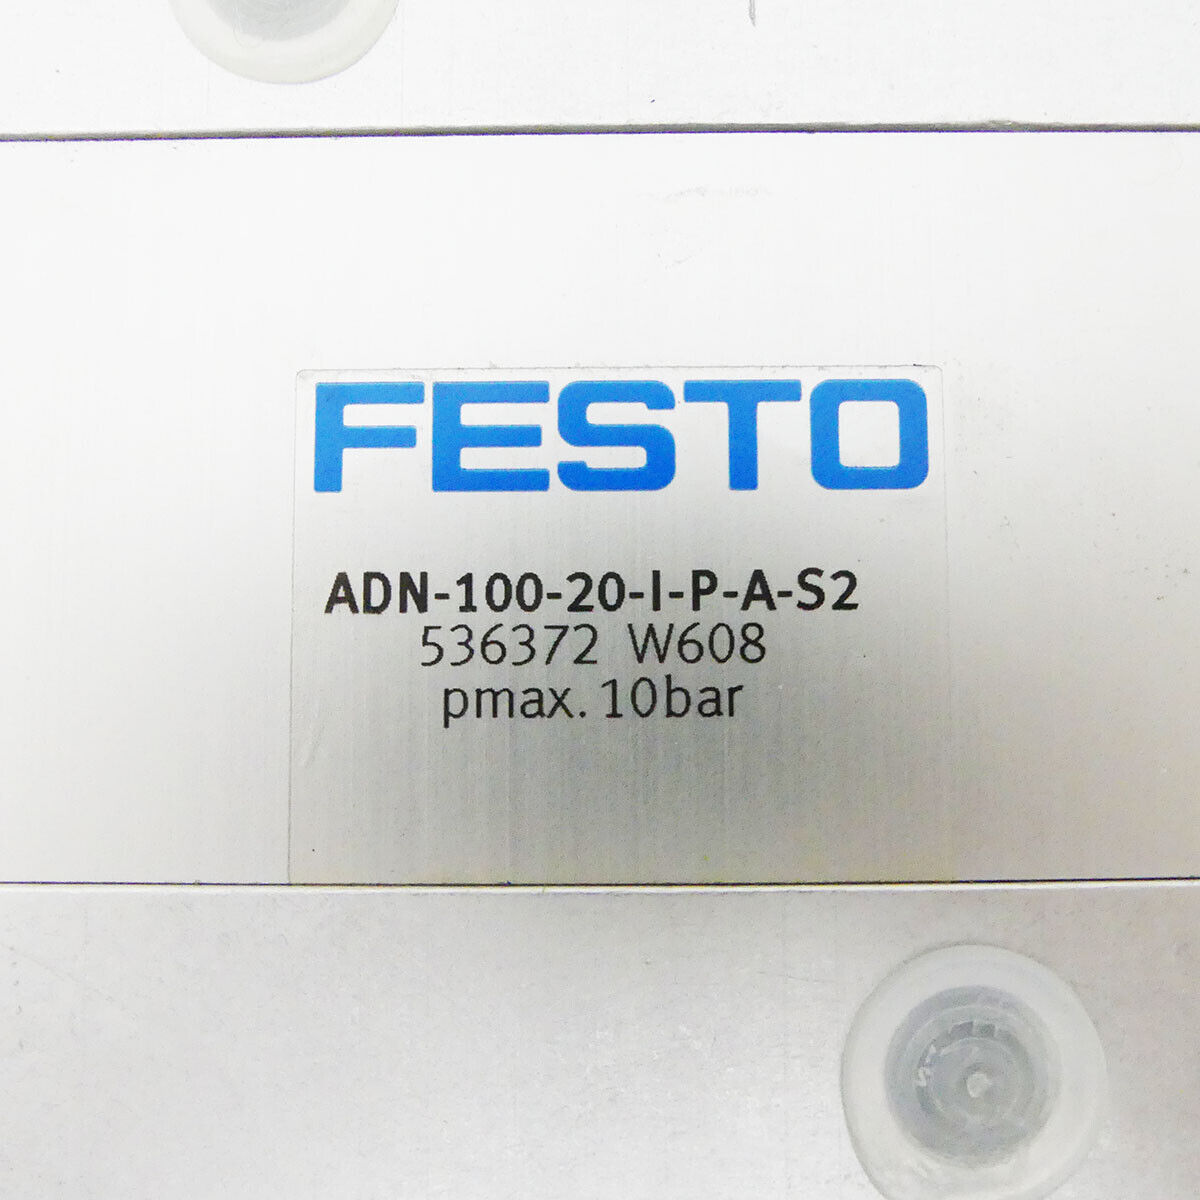 FESTO
ADN-100-20-I-P-A-S2
536372 W608
pmax. 10bar